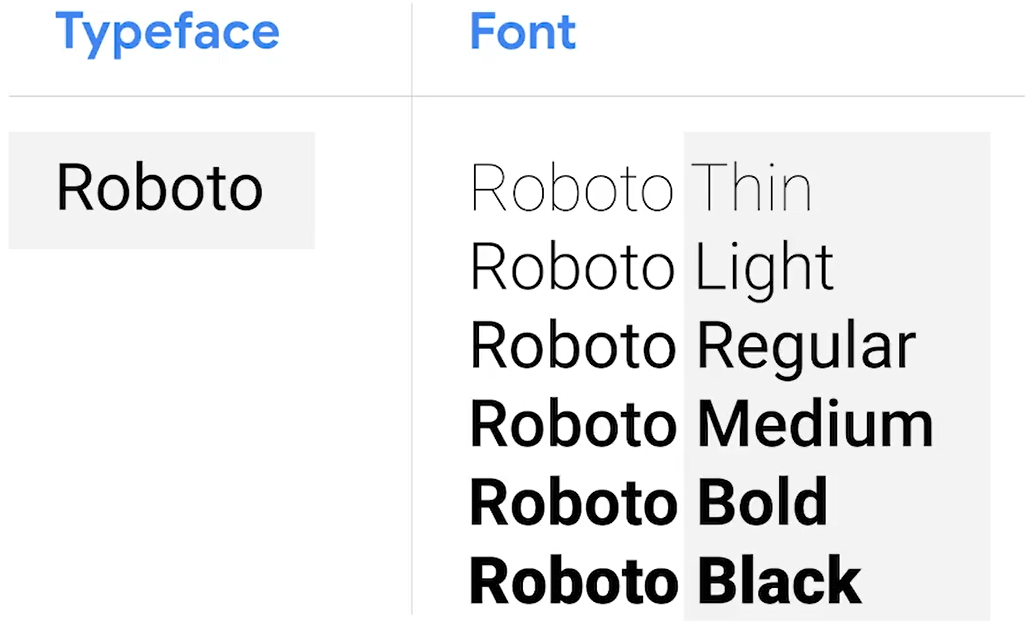 Typeface
Font
Roboto
Roboto Thin
Roboto Light
Roboto Regular
Roboto Medium
Roboto Bold
Roboto Black